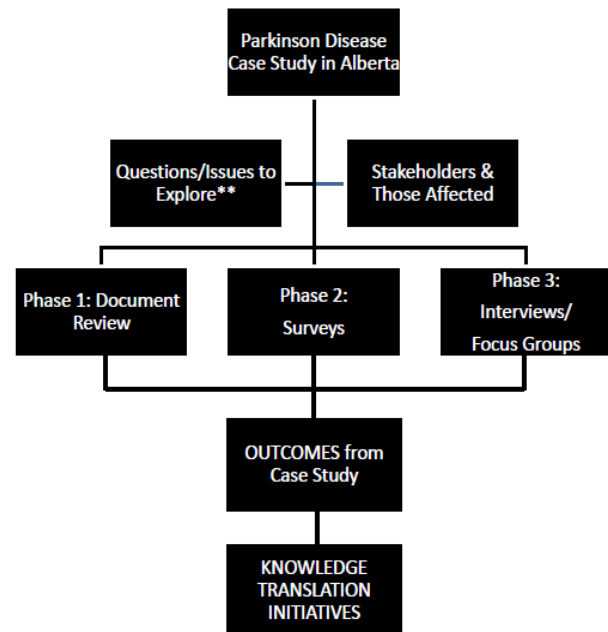 Parkinson Disease
Case Study in Alberta
Questions/Issues to
Explore**
Stakeholders &
Those Affected
Phase 1: Document
Review
Phase 2:
Surveys
Phase 3:
Interviews/
Focus Groups
OUTCOMES from
Case Study
KNOWLEDGE
TRANSLATION
INITIATIVES